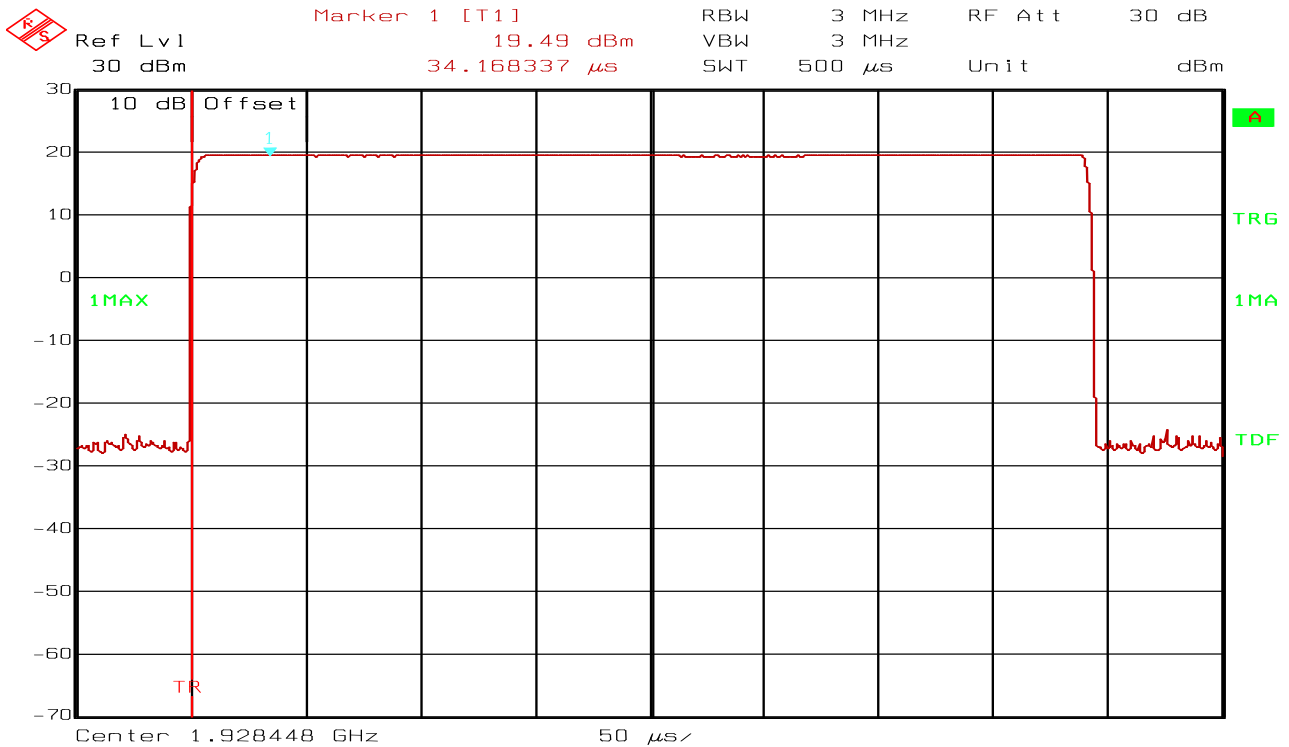 Marker 1 [T1] RBW 3 MHz RF Att 30 dB
Ref Lvl 19.49 dBm VBW 3 MHz
30 dBm 34.168337 µs SWT 500 µs Unit dBm
R S
30
10 dB Offset
A
1
20
10
TRG
0
1MAX
1MA
-10
-20
TDF
-30
-40
-50
-60
TR
-70
Center 1.928448 GHz 50 µs/